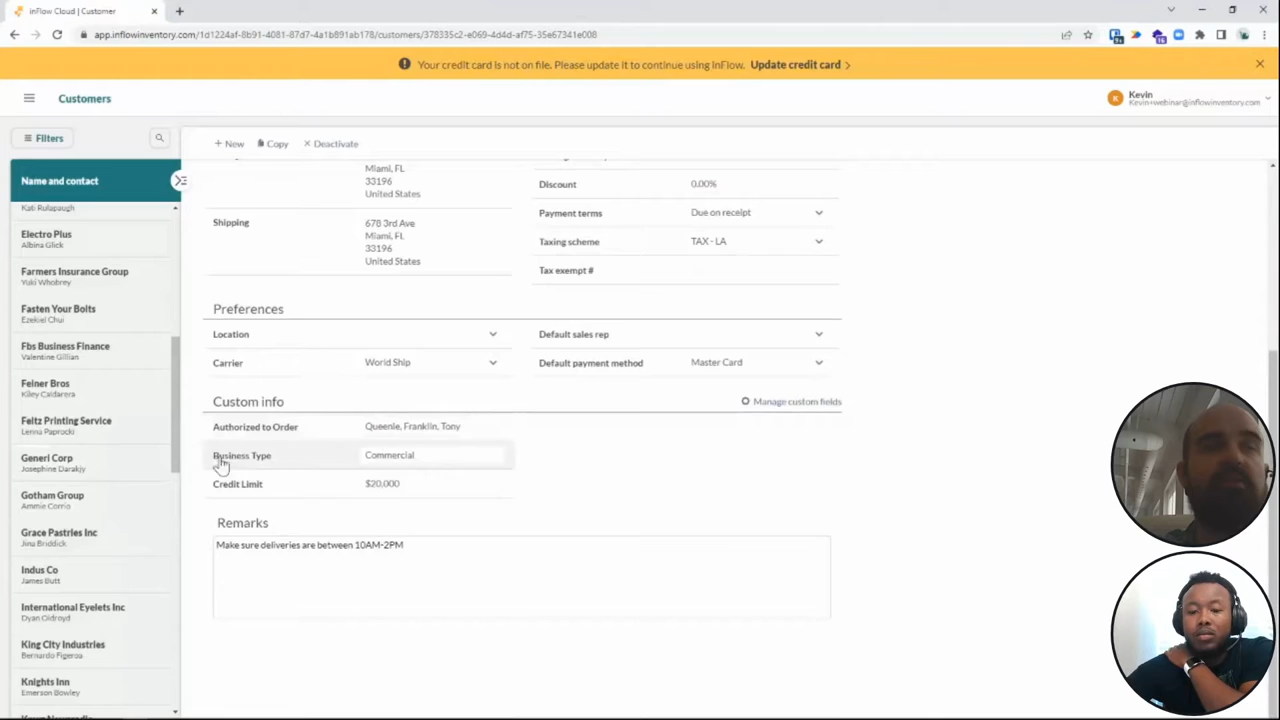 inFlow Cloud | Customer
app.inflowinventory.com/1d1224af-8b91-4081-87d7-4a1b891ab178/customers/378335c2-e069-4d4d-af75-35e67341e008
Your credit card is not on file. Please update it to continue using inFlow. Update credit card
Customers
K
Kevin
Kevin+webinar@inflowinventory.com
Filters
New Copy Deactivate
Name and contact
Kati Rulapaugh
Electro Plus
Albina Glick
Farmers Insurance Group
Yuki Whobrey
Fasten Your Bolts
Ezekiel Chui
Fbs Business Finance
Valentine Gillian
Feiner Bros
Kiley Caldarera
Feltz Printing Service
Lenna Paprocki
Generi Corp
Josephine Darakjy
Gotham Group
Ammie Corrio
Grace Pastries Inc
Jina Briddick
Indus Co
James Butt
International Eyelets Inc
Dyan Oldroyd
King City Industries
Bernardo Figeroa
Knights Inn
Emerson Bowley
Miami, FL
33196
United States
Shipping
678 3rd Ave
Miami, FL
33196
United States
Discount 0.00%
Payment terms Due on receipt
Taxing scheme TAX - LA
Tax exempt #
Preferences
Location
Default sales rep
Carrier World Ship
Default payment method Master Card
Custom info
Manage custom fields
Authorized to Order Queenie, Franklin, Tony
Business Type Commercial
Credit Limit $20,000
Remarks
Make sure deliveries are between 10AM-2PM